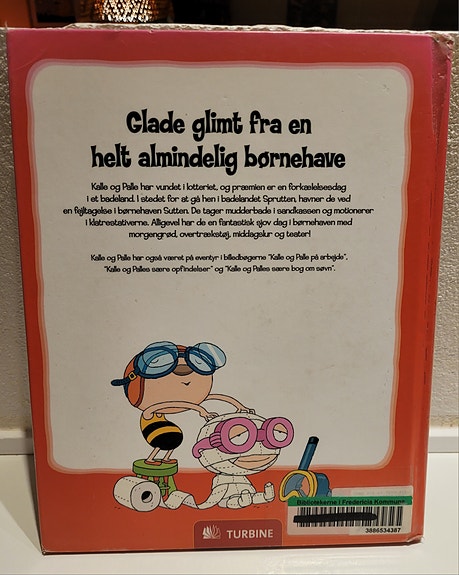 Glade glimt fra en
helt almindelig børnehave
Kalle og Palle har vundet i lotteriet, og præmien er en forkælelsesdag
i et badeland. I stedet for at gå hen i badelandet Sprutten, havner de ved
en fejltagelse i børnehaven Sutten. De tager mudderbade i sandkassen og motionerer
i klatrestativerne. Alligevel har de en fantastisk sjov dag i børnehaven med
morgengrød, overtrækstøj, middagslur og teater!
Kalle og Palle har også været på eventyr i billedbøgerne "Kalle og Palle på arbejde",
"Kalle og Palles sære opfindelser" og "Kalle og Palles sære bog om søvn".
Bibliotekerne i Fredericia Kommune
3886534387
TURBINE